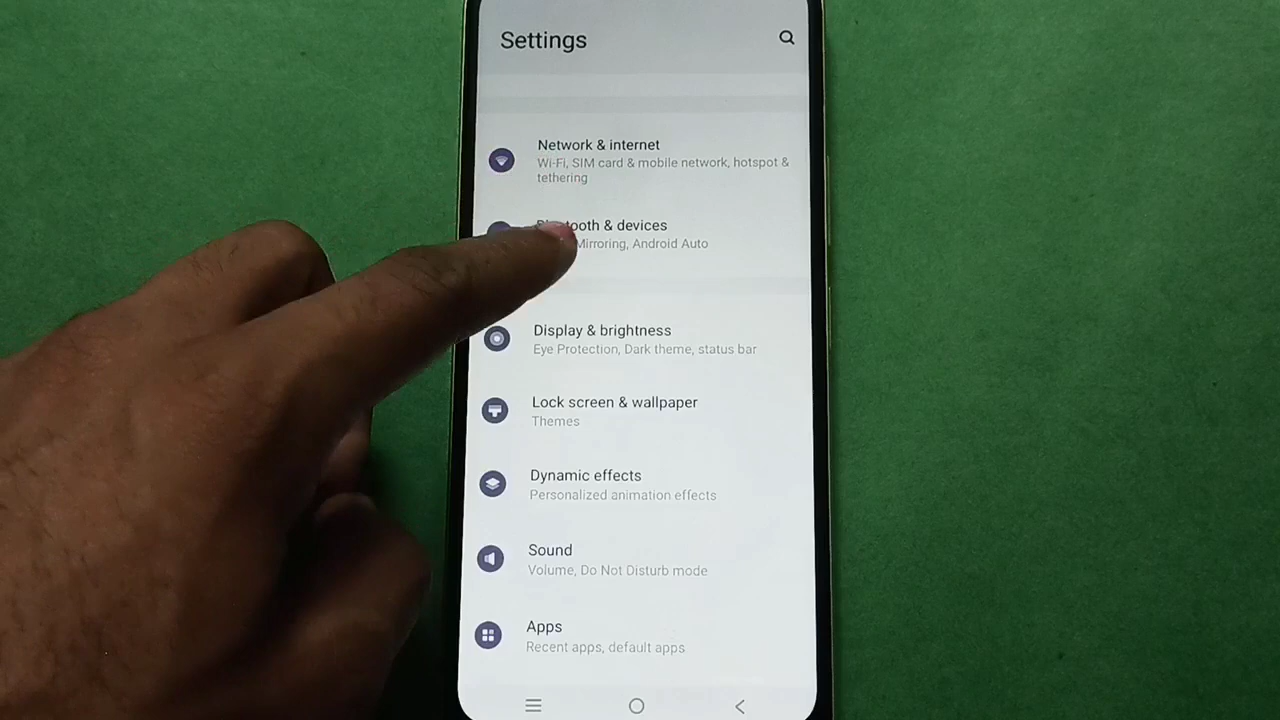 Settings
Network & internet
Wi-Fi, SIM card & mobile network, hotspot &
tethering
& devices
Mirroring, Android Auto
Display & brightness
Eye Protection, Dark theme, status bar
Lock screen & wallpaper
Themes
Dynamic effects
Personalized animation effects
Sound
Volume, Do Not Disturb mode
Apps
Recent apps, default apps